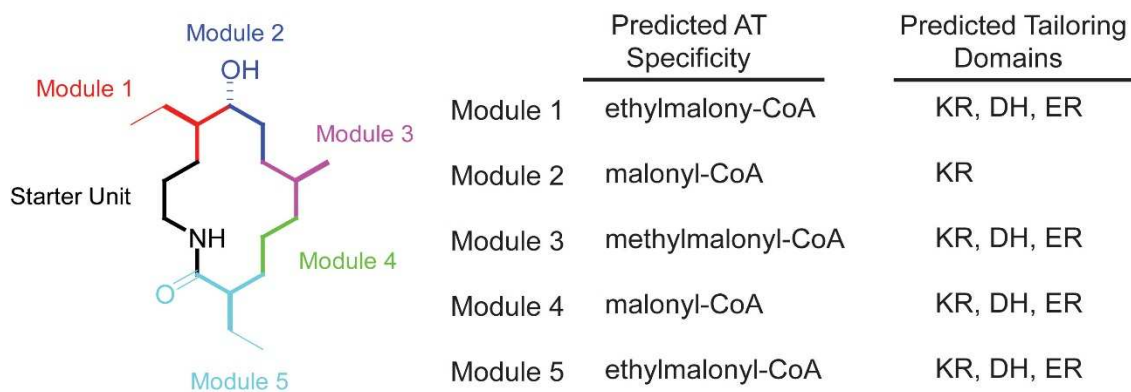 Module 2
OH
Module 1
Module 3
Starter Unit
NH
Module 4
O
Module 5
Predicted AT
Specificity
Predicted Tailoring
Domains
Module 1 ethylmalony-CoA KR, DH, ER
Module 2 malonyl-CoA KR
Module 3 methylmalonyl-CoA KR, DH, ER
Module 4 malonyl-CoA KR, DH, ER
Module 5 ethylmalonyl-CoA KR, DH, ER